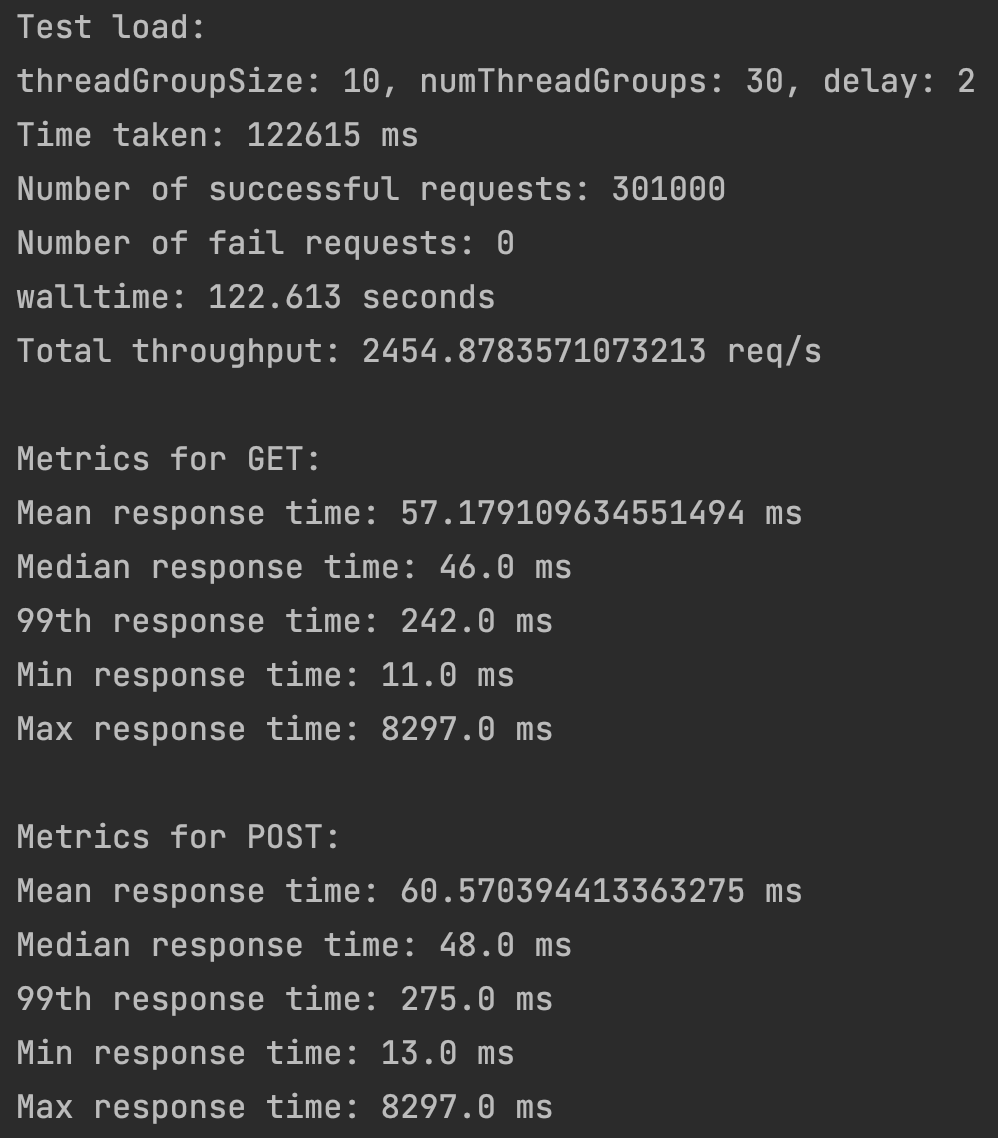 Test load:
threadGroupSize: 10, numThreadGroups: 30, delay: 2
Time taken: 122615 ms
Number of successful requests: 301000
Number of fail requests: 0
walltime: 122.613 seconds
Total throughput: 2454.8783571073213 req/s
Metrics for GET:
Mean response time: 57.179109634551494 ms
Median response time: 46.0 ms
99th response time: 242.0 ms
Min response time: 11.0 ms
Max response time: 8297.0 ms
Metrics for POST:
Mean response time: 60.570394413363275 ms
Median response time: 48.0 ms
99th response time: 275.0 ms
Min response time: 13.0 ms
Max response time: 8297.0 ms